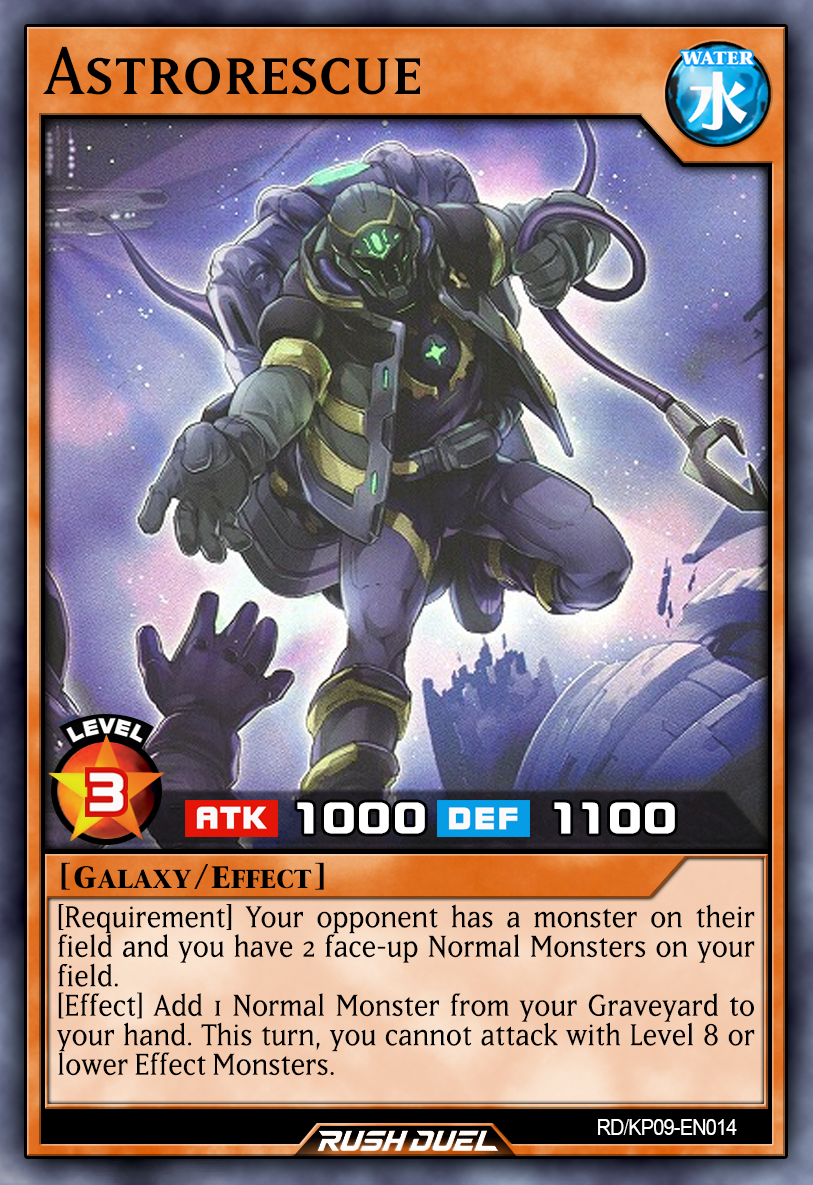 Astrorescue
WATER
水
LEVEL
3
ATK 1000 DEF 1100
[Galaxy/Effect]
[Requirement] Your opponent has a monster on their
field and you have 2 face-up Normal Monsters on your
field.
[Effect] Add 1 Normal Monster from your Graveyard to
your hand. This turn, you cannot attack with Level 8 or
lower Effect Monsters.
RD/KP09-EN014
RUSH DUEL